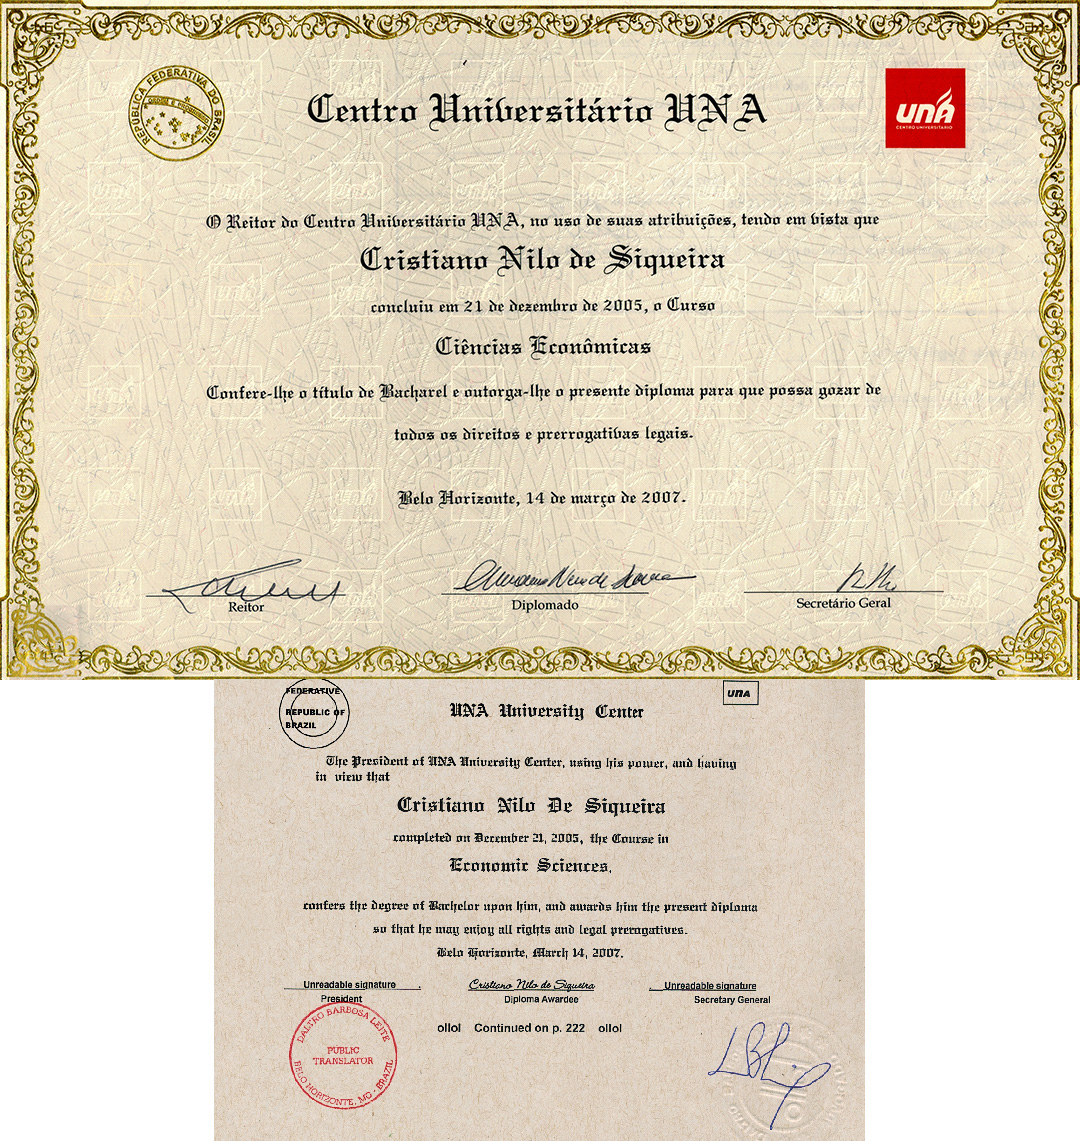 REPÚBLICA FEDERATIVA DO BRASIL
Centro Universitário UNA
una
CENTRO UNIVERSITARIO
O Reitor do Centro Universitário UNA, no uso de suas atribuições, tendo em vista que
Cristiano Nilo de Siqueira
concluiu em 21 de dezembro de 2005, o Curso
Ciências Econômicas
Confere-lhe o título de Bacharel e outorga-lhe o presente diploma para que possa gozar de
todos os direitos e prerrogativas legais.
Belo Horizonte, 14 de março de 2007.
Reitor
Diplomado
Secretário Geral
FEDERATIVE
REPUBLIC OF
BRAZIL
UNA University Center
una
The President of UNA University Center, using his power, and having
in view that
Cristiano Nilo De Siqueira
completed on December 21, 2005, the Course in
Economic Sciences,
confers the degree of Bachelor upon him, and awards him the present diploma
so that he may enjoy all rights and legal prerogatives.
Belo Horizonte, March 14, 2007.
Unreadable signature Cristiano Nilo de Siqueira Unreadable signature
President Diploma Awardee Secretary General
ollol Continued on p. 222 ollol
DALTRO BARBOSA LEITE
PUBLIC
TRANSLATOR
BELO HORIZONTE, MG - BRAZIL